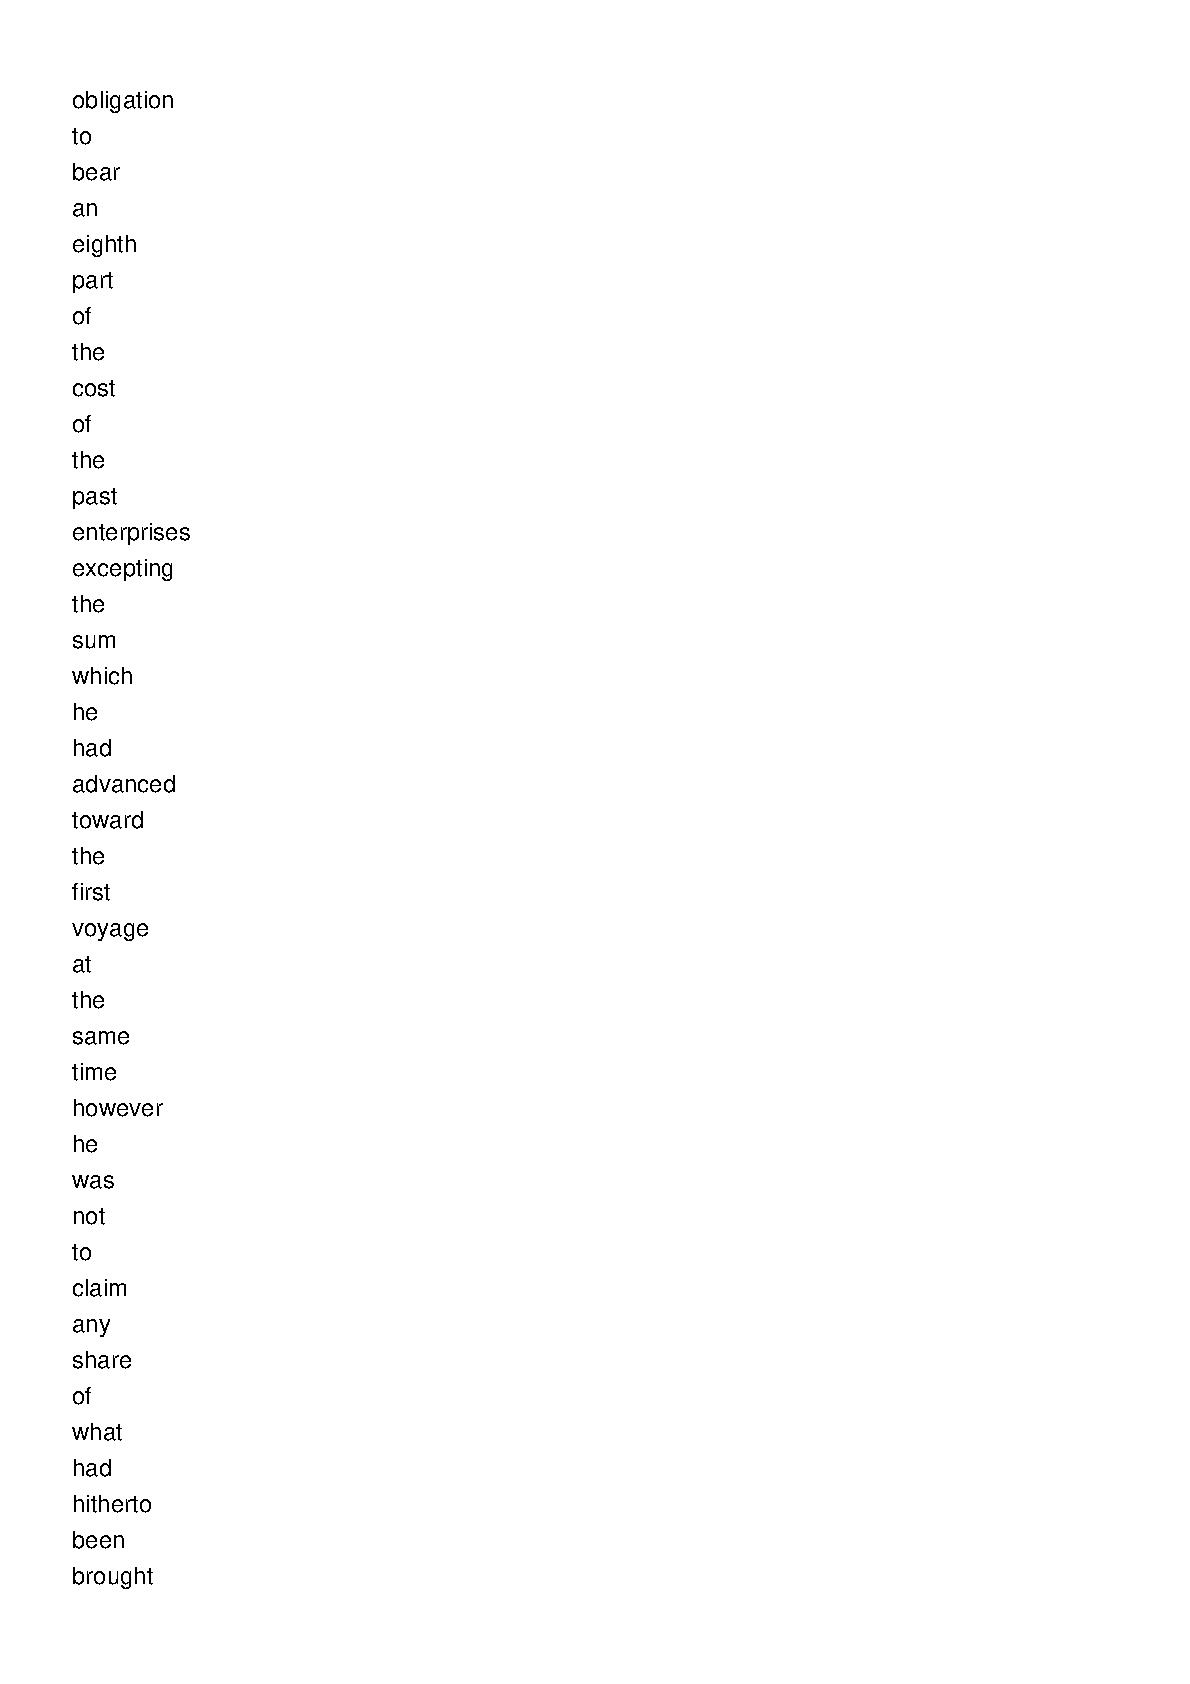 obligation
to
bear
an
eighth
part
of
the
cost
of
the
past
enterprises
excepting
the
sum
which
he
had
advanced
toward
the
first
voyage
at
the
same
time
however
he
was
not
to
claim
any
share
of
what
had
hitherto
been
brought